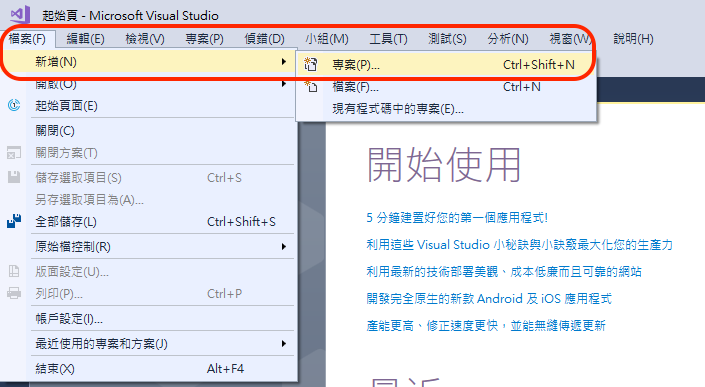 起始頁 - Microsoft Visual Studio
檔案(F) 編輯(E) 檢視(V) 專案(P) 偵錯(D) 小組(M) 工具(T) 測試(S) 分析(N) 視窗(W) 說明(H)
新增(N)
專案(P)... Ctrl+Shift+N
開啟(O)
檔案(F)... Ctrl+N
起始頁面(E)
現有程式碼中的專案(E)...
關閉(C)
關閉方案(T)
儲存選取項目(S) Ctrl+S
另存選取項目為(A)...
全部儲存(L) Ctrl+Shift+S
原始檔控制(R)
版面設定(U)...
列印(P)... Ctrl+P
帳戶設定(I)...
最近使用的專案和方案(J)
結束(X) Alt+F4
開始使用
5 分鐘建置好您的第一個應用程式!
利用這些 Visual Studio 小秘訣與小訣竅最大化您的生產力
利用最新的技術部署美觀、成本低廉而且可靠的網站
開發完全原生的新款 Android 及 iOS 應用程式
產能更高、修正速度更快，並能無縫傳遞更新